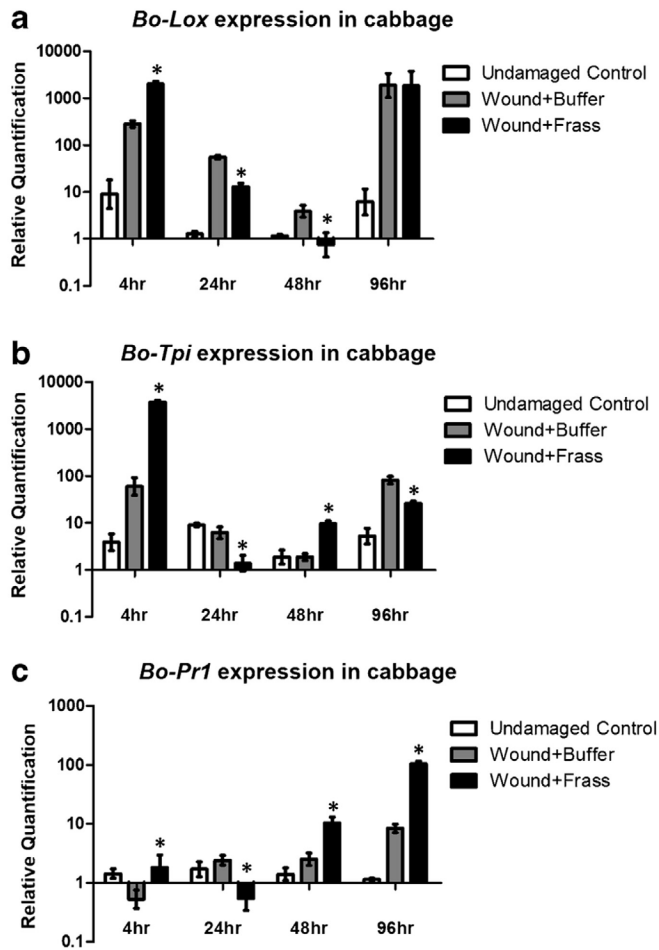 a
Bo-Lox expression in cabbage
Relative Quantification
10000
1000
100
10
1
0.1
* * *
4hr 24hr 48hr 96hr
Undamaged Control
Wound+Buffer
Wound+Frass
b
Bo-Tpi expression in cabbage
Relative Quantification
10000
1000
100
10
1
0.1
* * * *
4hr 24hr 48hr 96hr
Undamaged Control
Wound+Buffer
Wound+Frass
c
Bo-Pr1 expression in cabbage
Relative Quantification
1000
100
10
1
0.1
* * * *
4hr 24hr 48hr 96hr
Undamaged Control
Wound+Buffer
Wound+Frass